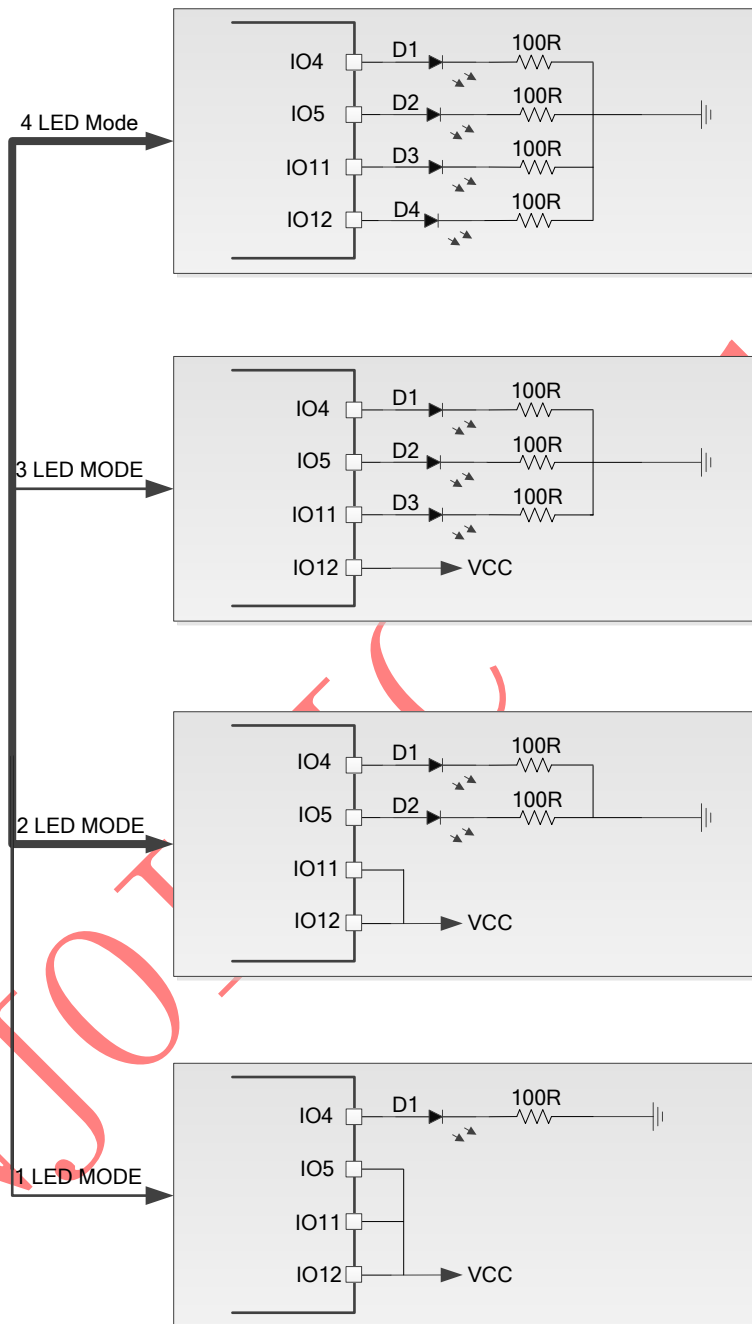 4 LED Mode
IO4
D1
100R
IO5
D2
100R
IO11
D3
100R
IO12
D4
100R
3 LED MODE
IO4
D1
100R
IO5
D2
100R
IO11
D3
100R
IO12
VCC
2 LED MODE
IO4
D1
100R
IO5
D2
100R
IO11
IO12
VCC
1 LED MODE
IO4
D1
100R
IO5
IO11
IO12
VCC